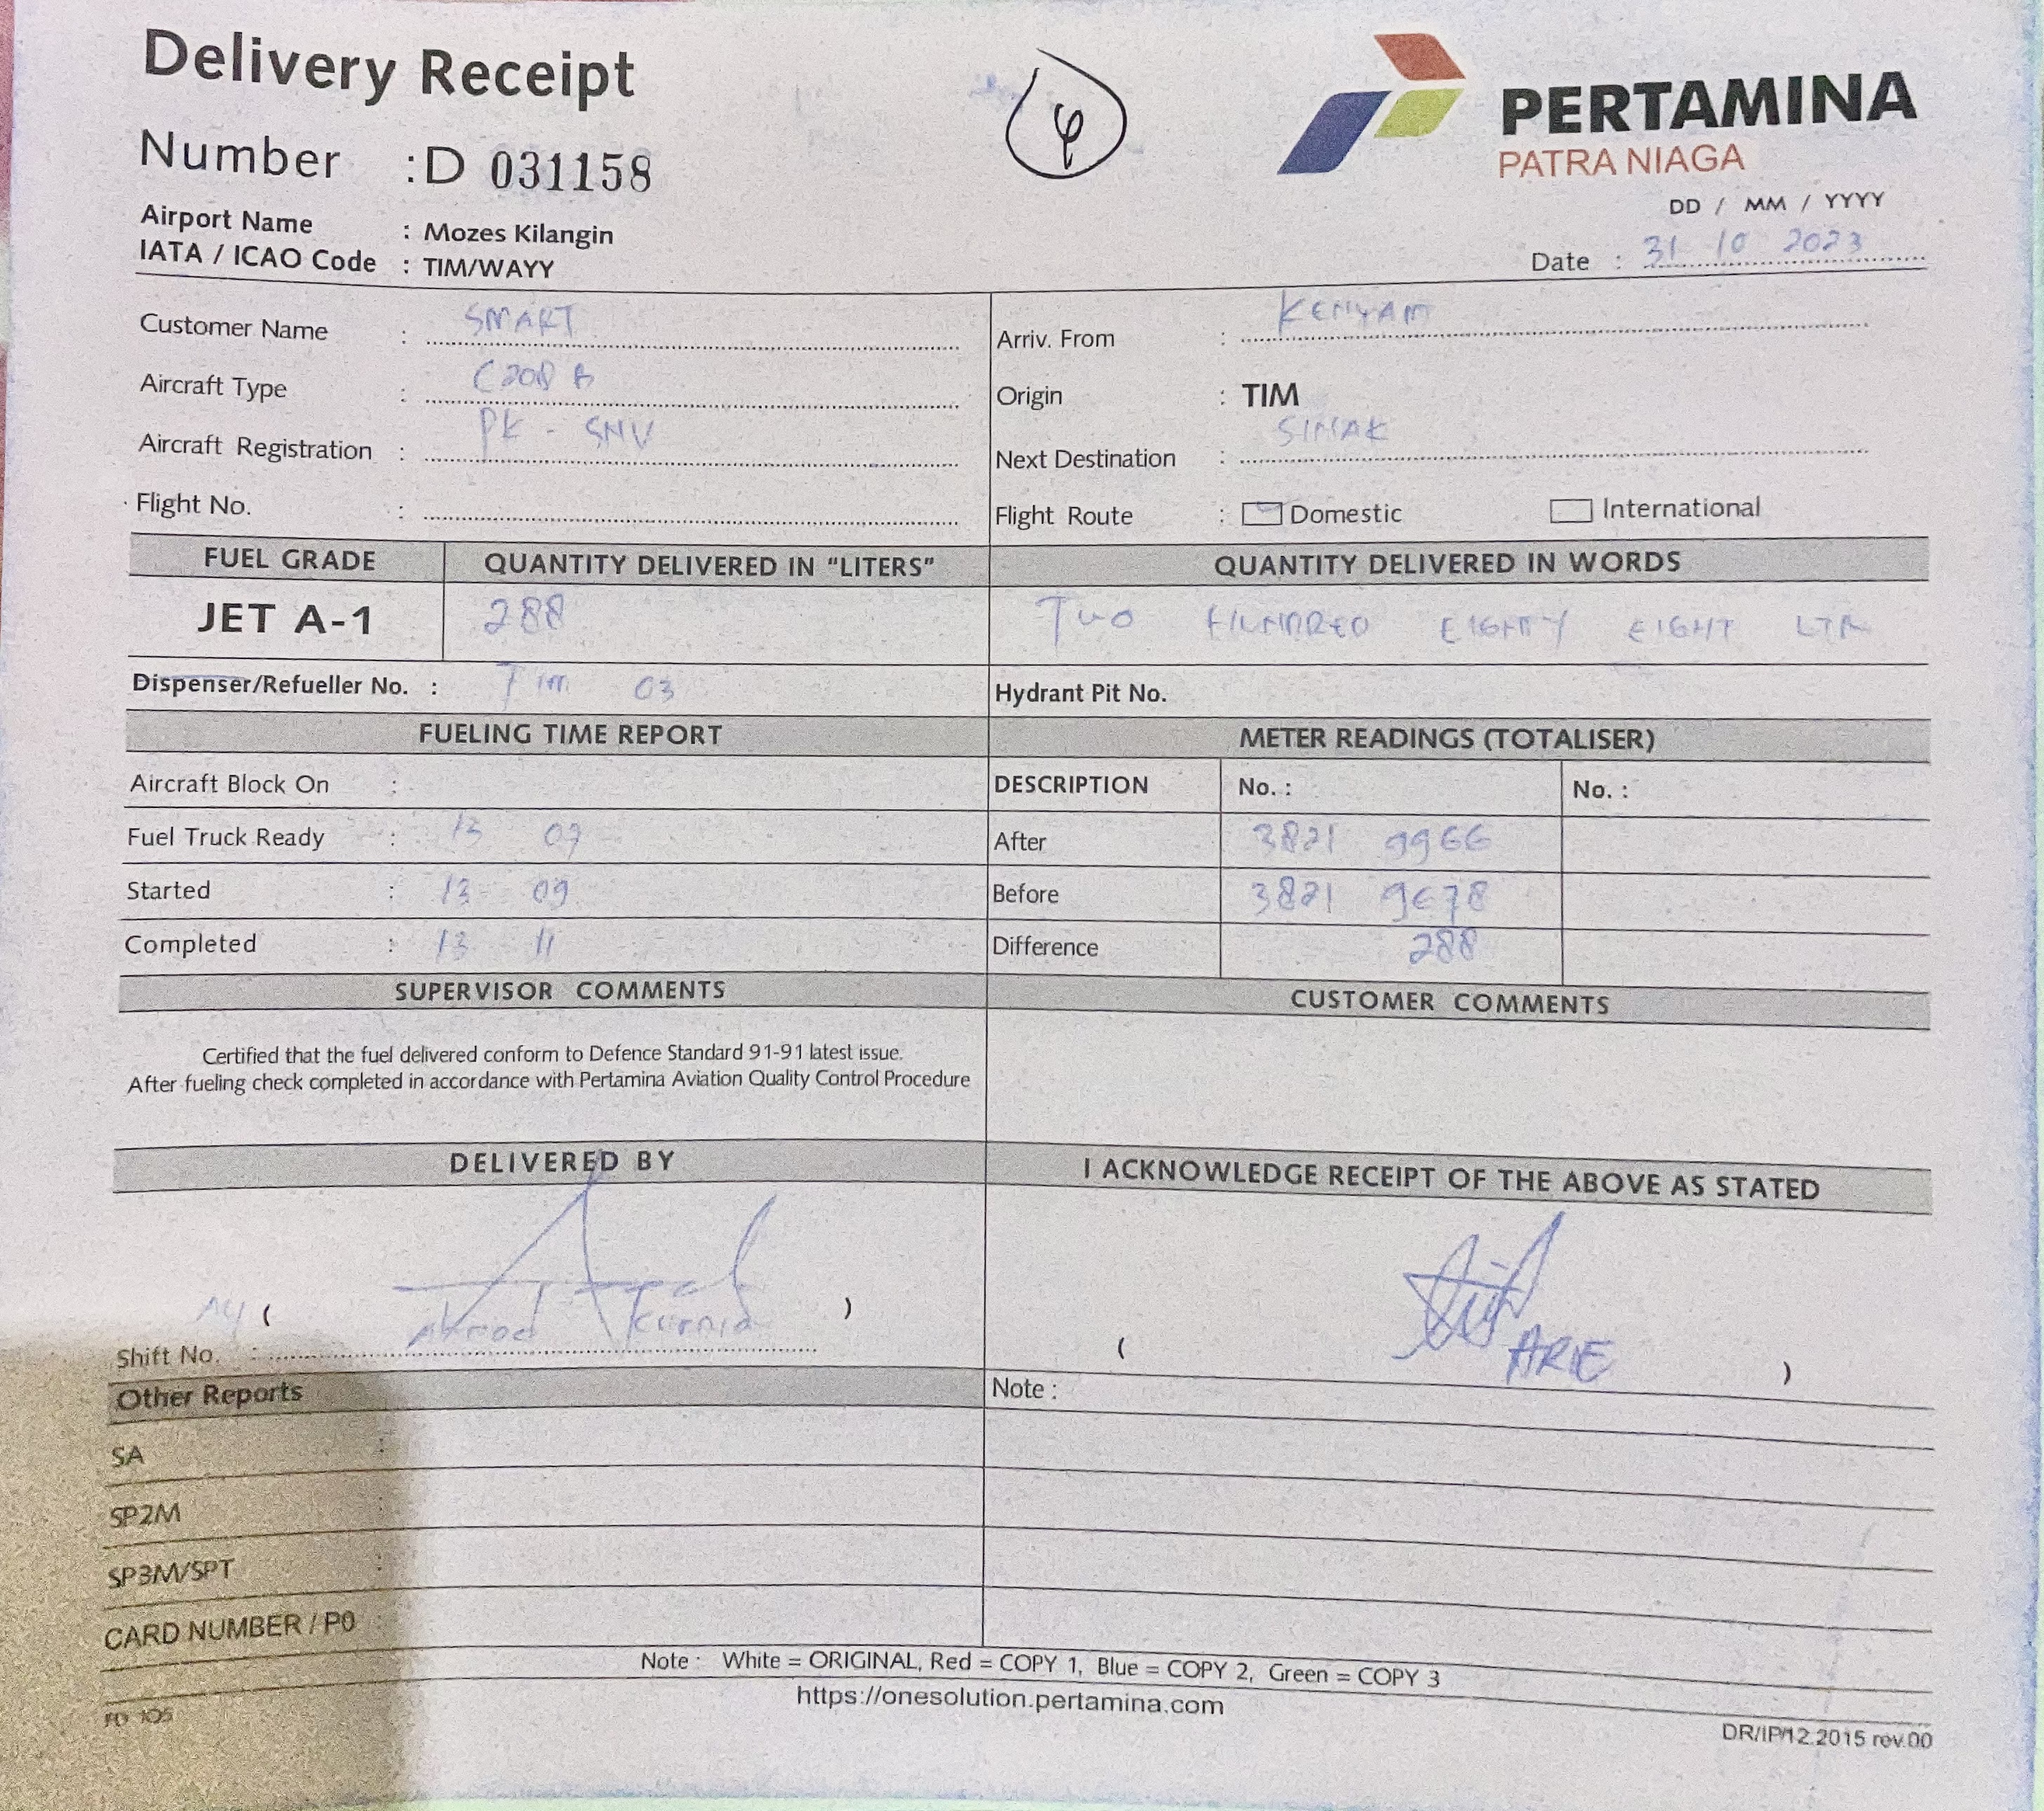 Delivery Receipt
Number : D 031158
PERTAMINA
PATRA NIAGA
Airport Name : Mozes Kilangin
IATA / ICAO Code : TIM/WAYY
DD / MM / YYYY
Date : 31 10 2023
Customer Name : SMART
Arriv. From : KENYAM
Aircraft Type : C208 B
Origin : TIM
Aircraft Registration : PK - SNV
Next Destination : SINAK
Flight No. :
Flight Route : Domestic International
FUEL GRADE QUANTITY DELIVERED IN "LITERS" QUANTITY DELIVERED IN WORDS
JET A-1 288 TWO HUNDRED EIGHTY EIGHT LTR
Dispenser/Refueller No. : TIM 03 Hydrant Pit No.
FUELING TIME REPORT METER READINGS (TOTALISER)
Aircraft Block On : DESCRIPTION No. : No. :
Fuel Truck Ready : 13 07 After 3821 9966
Started : 13 09 Before 3821 9678
Completed : 13 11 Difference 288
SUPERVISOR COMMENTS CUSTOMER COMMENTS
Certified that the fuel delivered conform to Defence Standard 91-91 latest issue.
After fueling check completed in accordance with Pertamina Aviation Quality Control Procedure
DELIVERED BY I ACKNOWLEDGE RECEIPT OF THE ABOVE AS STATED
( Kurnia )
( ARIE )
Shift No. :
Other Reports Note :
SA :
SP2M :
SP3M/SPT :
CARD NUMBER / PO :
Note : White = ORIGINAL, Red = COPY 1, Blue = COPY 2, Green = COPY 3
https://onesolution.pertamina.com
DR/IP/12.2015 rev.00